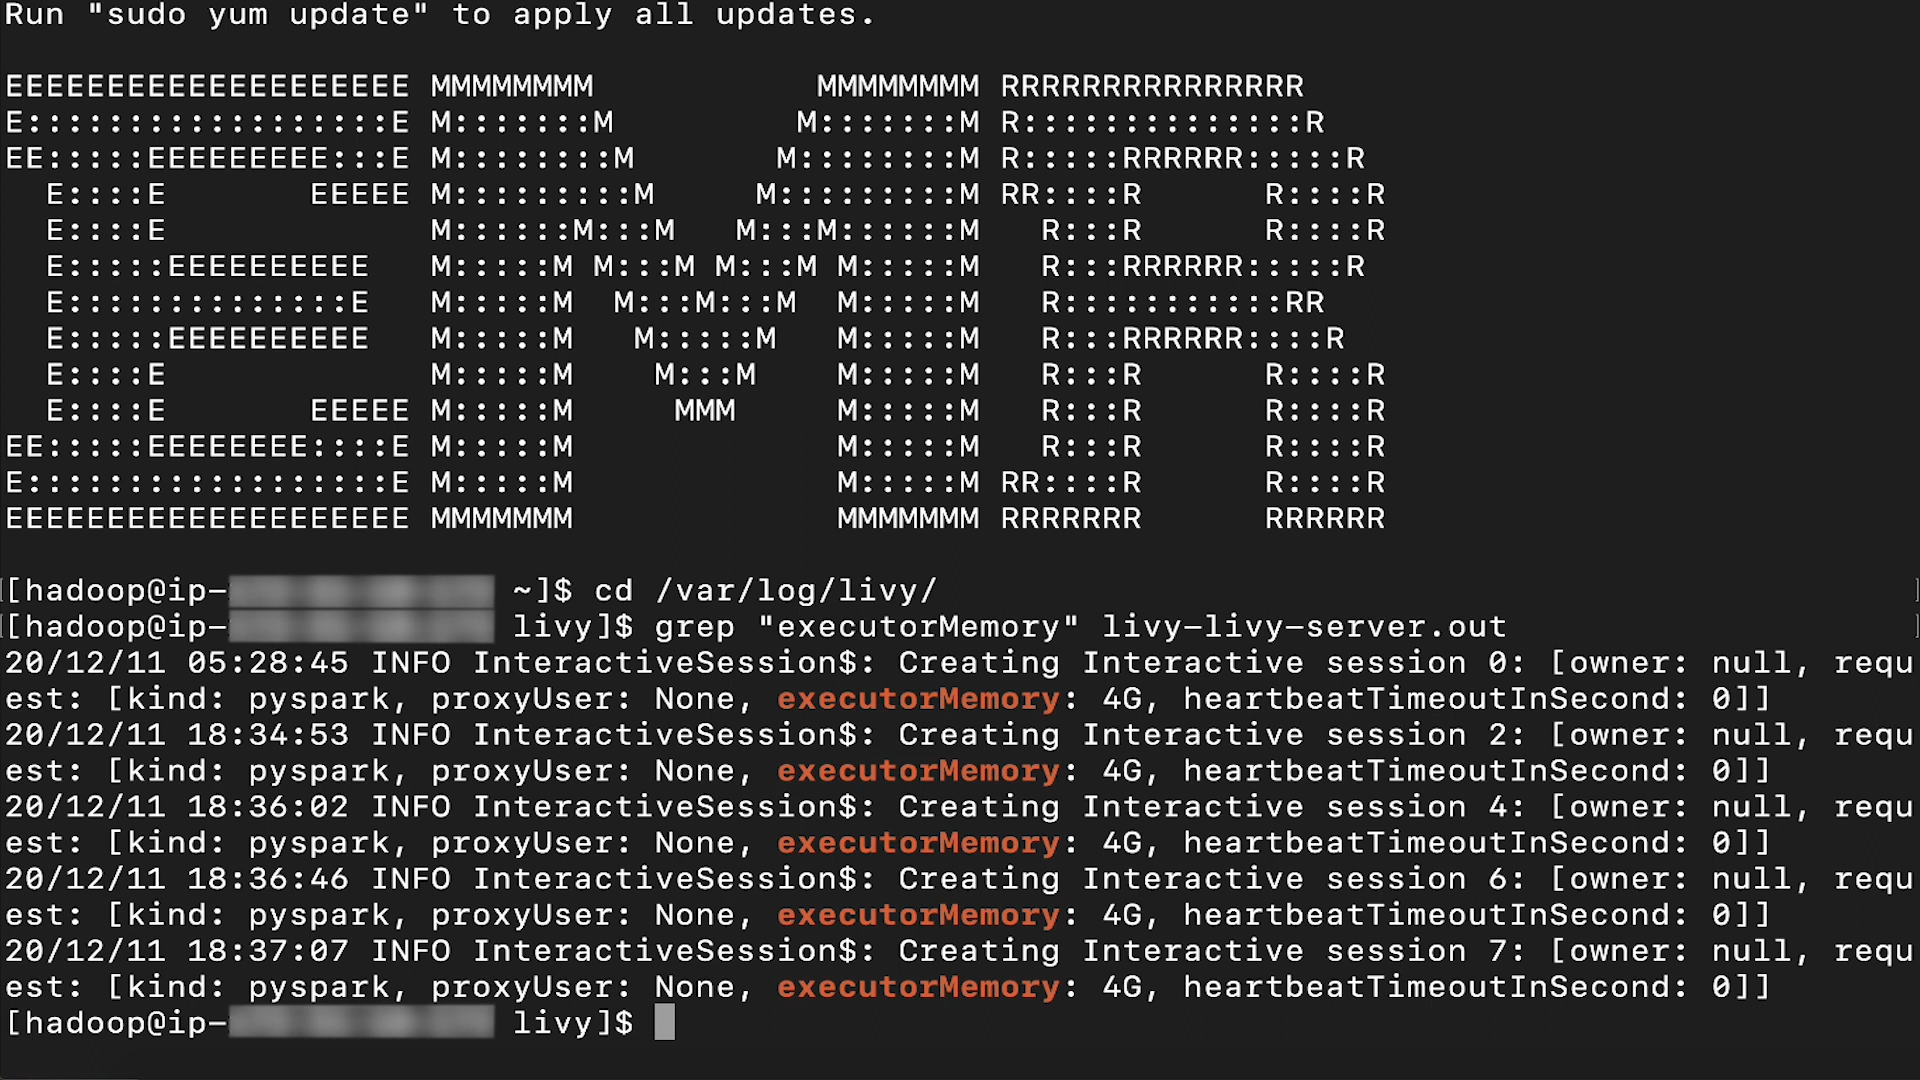 Run "sudo yum update" to apply all updates.
EEEEEEEEEEEEEEEEEEEE MMMMMMMM           MMMMMMMM RRRRRRRRRRRRRRR
E::::::::::::::::::E M:::::::M         M:::::::M R::::::::::::::R
EE:::::EEEEEEEEE:::E M::::::::M       M::::::::M R:::::RRRRRR:::::R
  E::::E       EEEEE M:::::::::M     M:::::::::M RR::::R      R::::R
  E::::E             M::::::M:::M   M:::M::::::M   R:::R      R::::R
  E:::::EEEEEEEEEE   M:::::M M:::M M:::M M:::::M   R:::RRRRRR:::::R
  E::::::::::::::E   M:::::M  M:::M:::M  M:::::M   R:::::::::::RR
  E:::::EEEEEEEEEE   M:::::M   M:::::M   M:::::M   R:::RRRRRR::::R
  E::::E             M:::::M    M:::M    M:::::M   R:::R      R::::R
  E::::E       EEEEE M:::::M     MMM     M:::::M   R:::R      R::::R
EE:::::EEEEEEEE::::E M:::::M             M:::::M   R:::R      R::::R
E::::::::::::::::::E M:::::M             M:::::M RR::::R      R::::R
EEEEEEEEEEEEEEEEEEEE MMMMMMM             MMMMMMM RRRRRRR      RRRRRR
[hadoop@ip- ~]$ cd /var/log/livy/
[hadoop@ip- livy]$ grep "executorMemory" livy-livy-server.out
20/12/11 05:28:45 INFO InteractiveSession$: Creating Interactive session 0: [owner: null, requ
est: [kind: pyspark, proxyUser: None, executorMemory: 4G, heartbeatTimeoutInSecond: 0]]
20/12/11 18:34:53 INFO InteractiveSession$: Creating Interactive session 2: [owner: null, requ
est: [kind: pyspark, proxyUser: None, executorMemory: 4G, heartbeatTimeoutInSecond: 0]]
20/12/11 18:36:02 INFO InteractiveSession$: Creating Interactive session 4: [owner: null, requ
est: [kind: pyspark, proxyUser: None, executorMemory: 4G, heartbeatTimeoutInSecond: 0]]
20/12/11 18:36:46 INFO InteractiveSession$: Creating Interactive session 6: [owner: null, requ
est: [kind: pyspark, proxyUser: None, executorMemory: 4G, heartbeatTimeoutInSecond: 0]]
20/12/11 18:37:07 INFO InteractiveSession$: Creating Interactive session 7: [owner: null, requ
est: [kind: pyspark, proxyUser: None, executorMemory: 4G, heartbeatTimeoutInSecond: 0]]
[hadoop@ip- livy]$